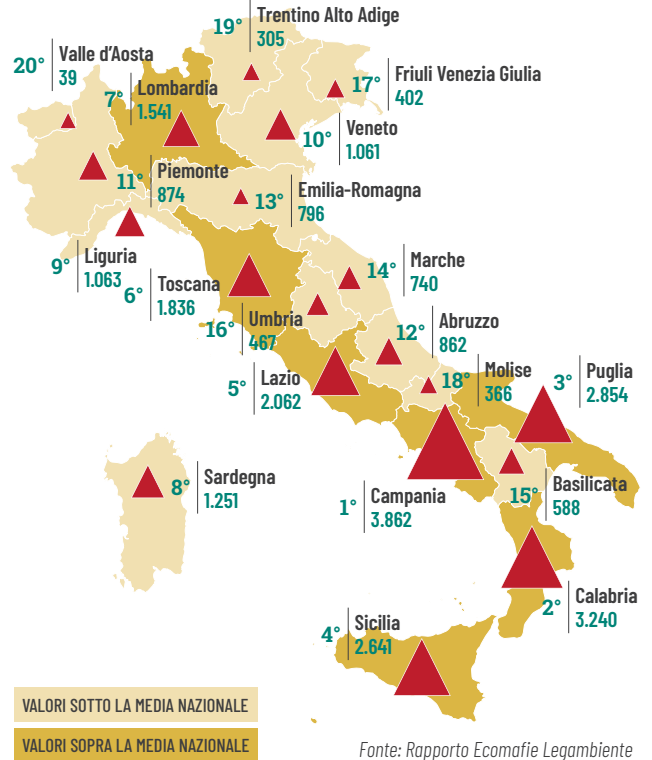 19°
Trentino Alto Adige
305
20°
Valle d'Aosta
39
7°
Lombardia
1.541
17°
Friuli Venezia Giulia
402
10°
Veneto
1.061
11°
Piemonte
874
13°
Emilia-Romagna
796
9°
Liguria
1.063
6°
Toscana
1.836
14°
Marche
740
16°
Umbria
467
12°
Abruzzo
862
5°
Lazio
2.062
18°
Molise
366
3°
Puglia
2.854
8°
Sardegna
1.251
1°
Campania
3.862
15°
Basilicata
588
2°
Calabria
3.240
4°
Sicilia
2.641
VALORI SOTTO LA MEDIA NAZIONALE
VALORI SOPRA LA MEDIA NAZIONALE
Fonte: Rapporto Ecomafie Legambiente